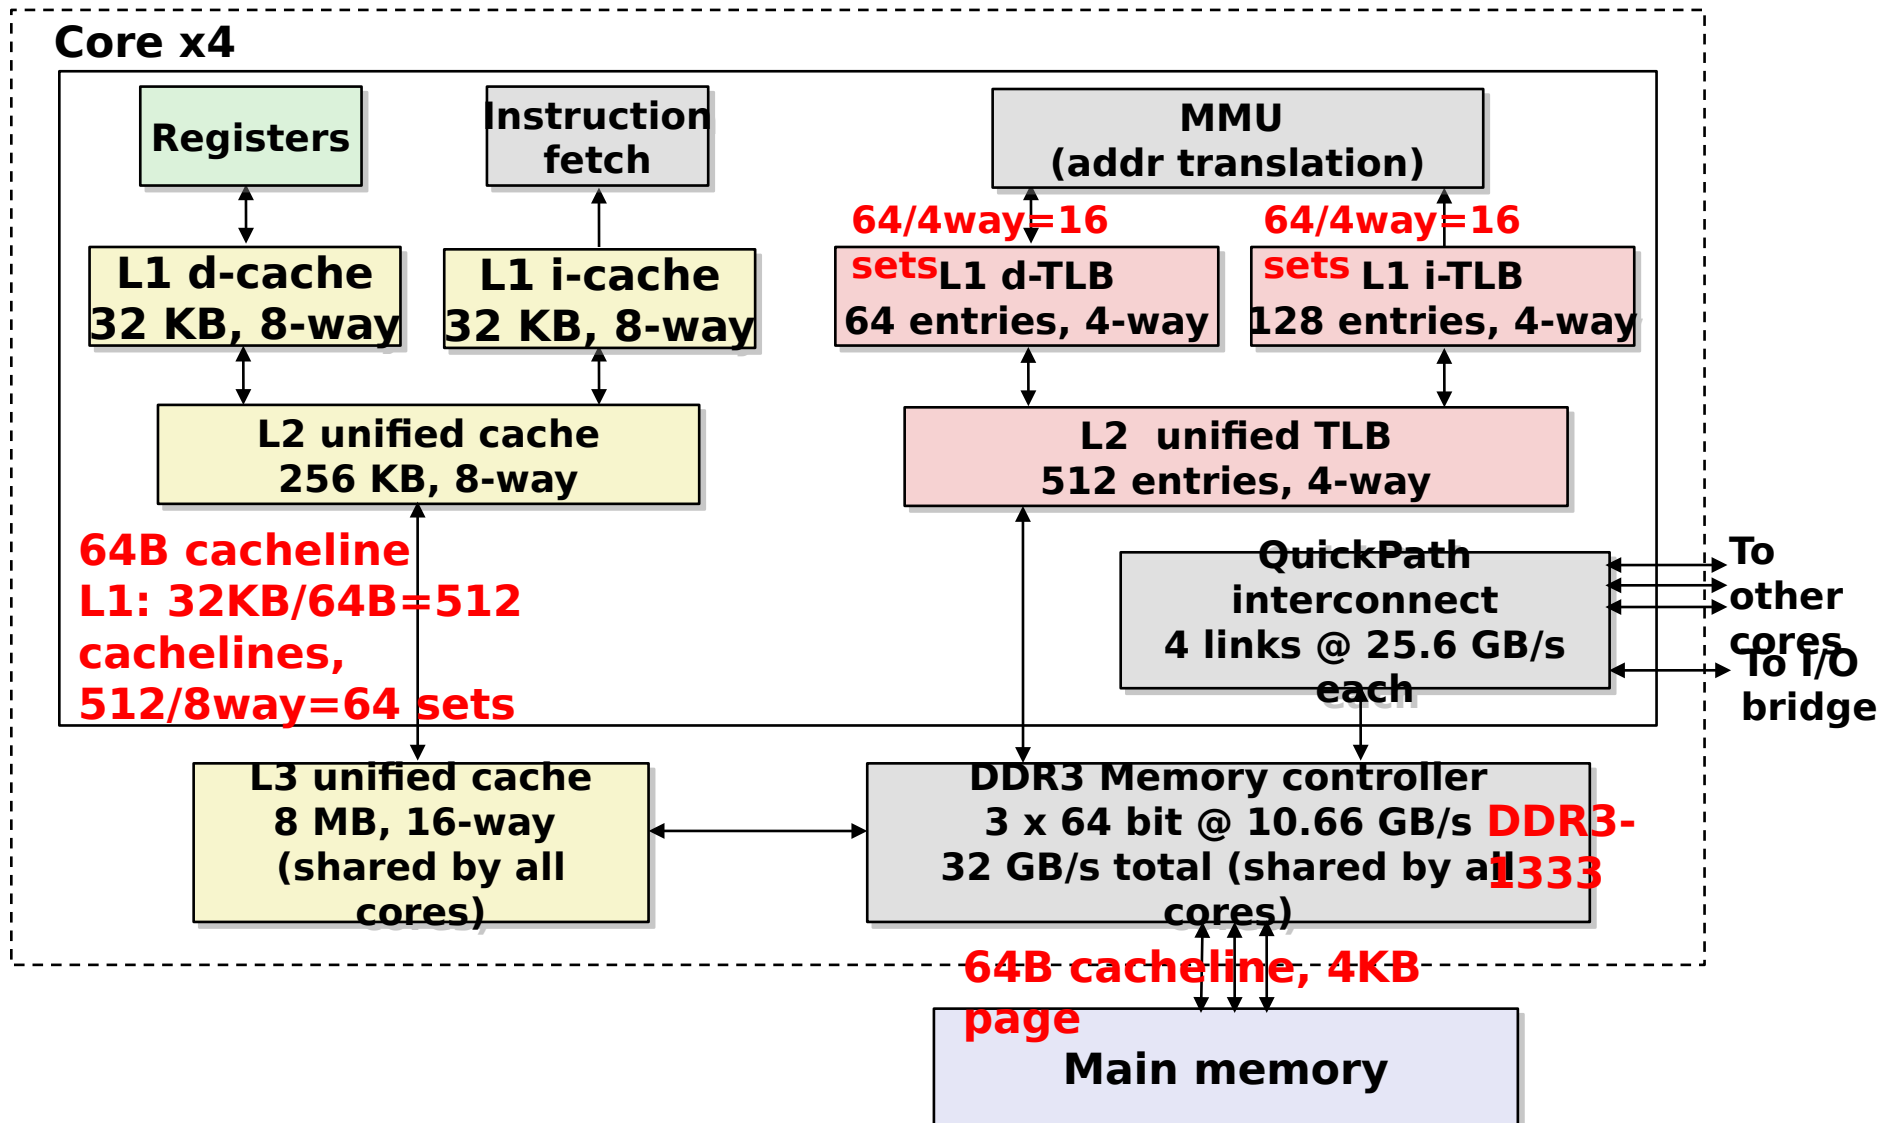 Core x4
Registers
Instruction
fetch
MMU
(addr translation)
64/4way=16
sets
64/4way=16
sets
L1 d-cache
32 KB, 8-way
L1 i-cache
32 KB, 8-way
L1 d-TLB
64 entries, 4-way
L1 i-TLB
128 entries, 4-way
L2 unified cache
256 KB, 8-way
L2 unified TLB
512 entries, 4-way
64B cacheline
L1: 32KB/64B=512
cachelines,
512/8way=64 sets
QuickPath
interconnect
4 links @ 25.6 GB/s
each
To
other
cores
To I/O
bridge
L3 unified cache
8 MB, 16-way
(shared by all
cores)
DDR3 Memory controller
3 x 64 bit @ 10.66 GB/s
32 GB/s total (shared by all
cores)
DDR3-
1333
64B cacheline, 4KB
page
Main memory